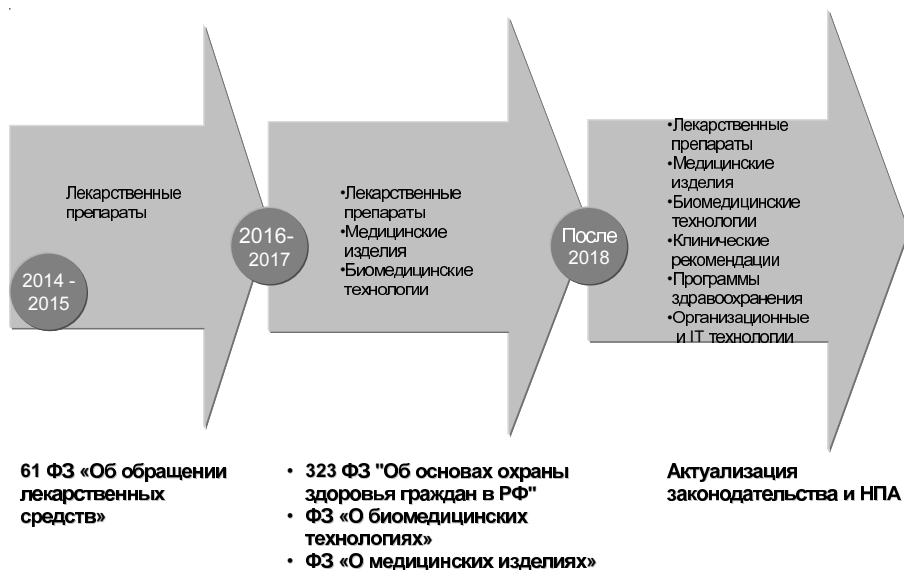 Лекарственные
препараты
2014 -
2015
2016-
2017
•Лекарственные
препараты
•Медицинские
изделия
•Биомедицинские
технологии
После
2018
•Лекарственные
препараты
•Медицинские
изделия
•Биомедицинские
технологии
•Клинические
рекомендации
•Программы
здравоохранения
•Организационные
и IT технологии
61 ФЗ «Об обращении
лекарственных
средств»
• 323 ФЗ "Об основах охраны
здоровья граждан в РФ"
• ФЗ «О биомедицинских
технологиях»
• ФЗ «О медицинских изделиях»
Актуализация
законодательства и НПА